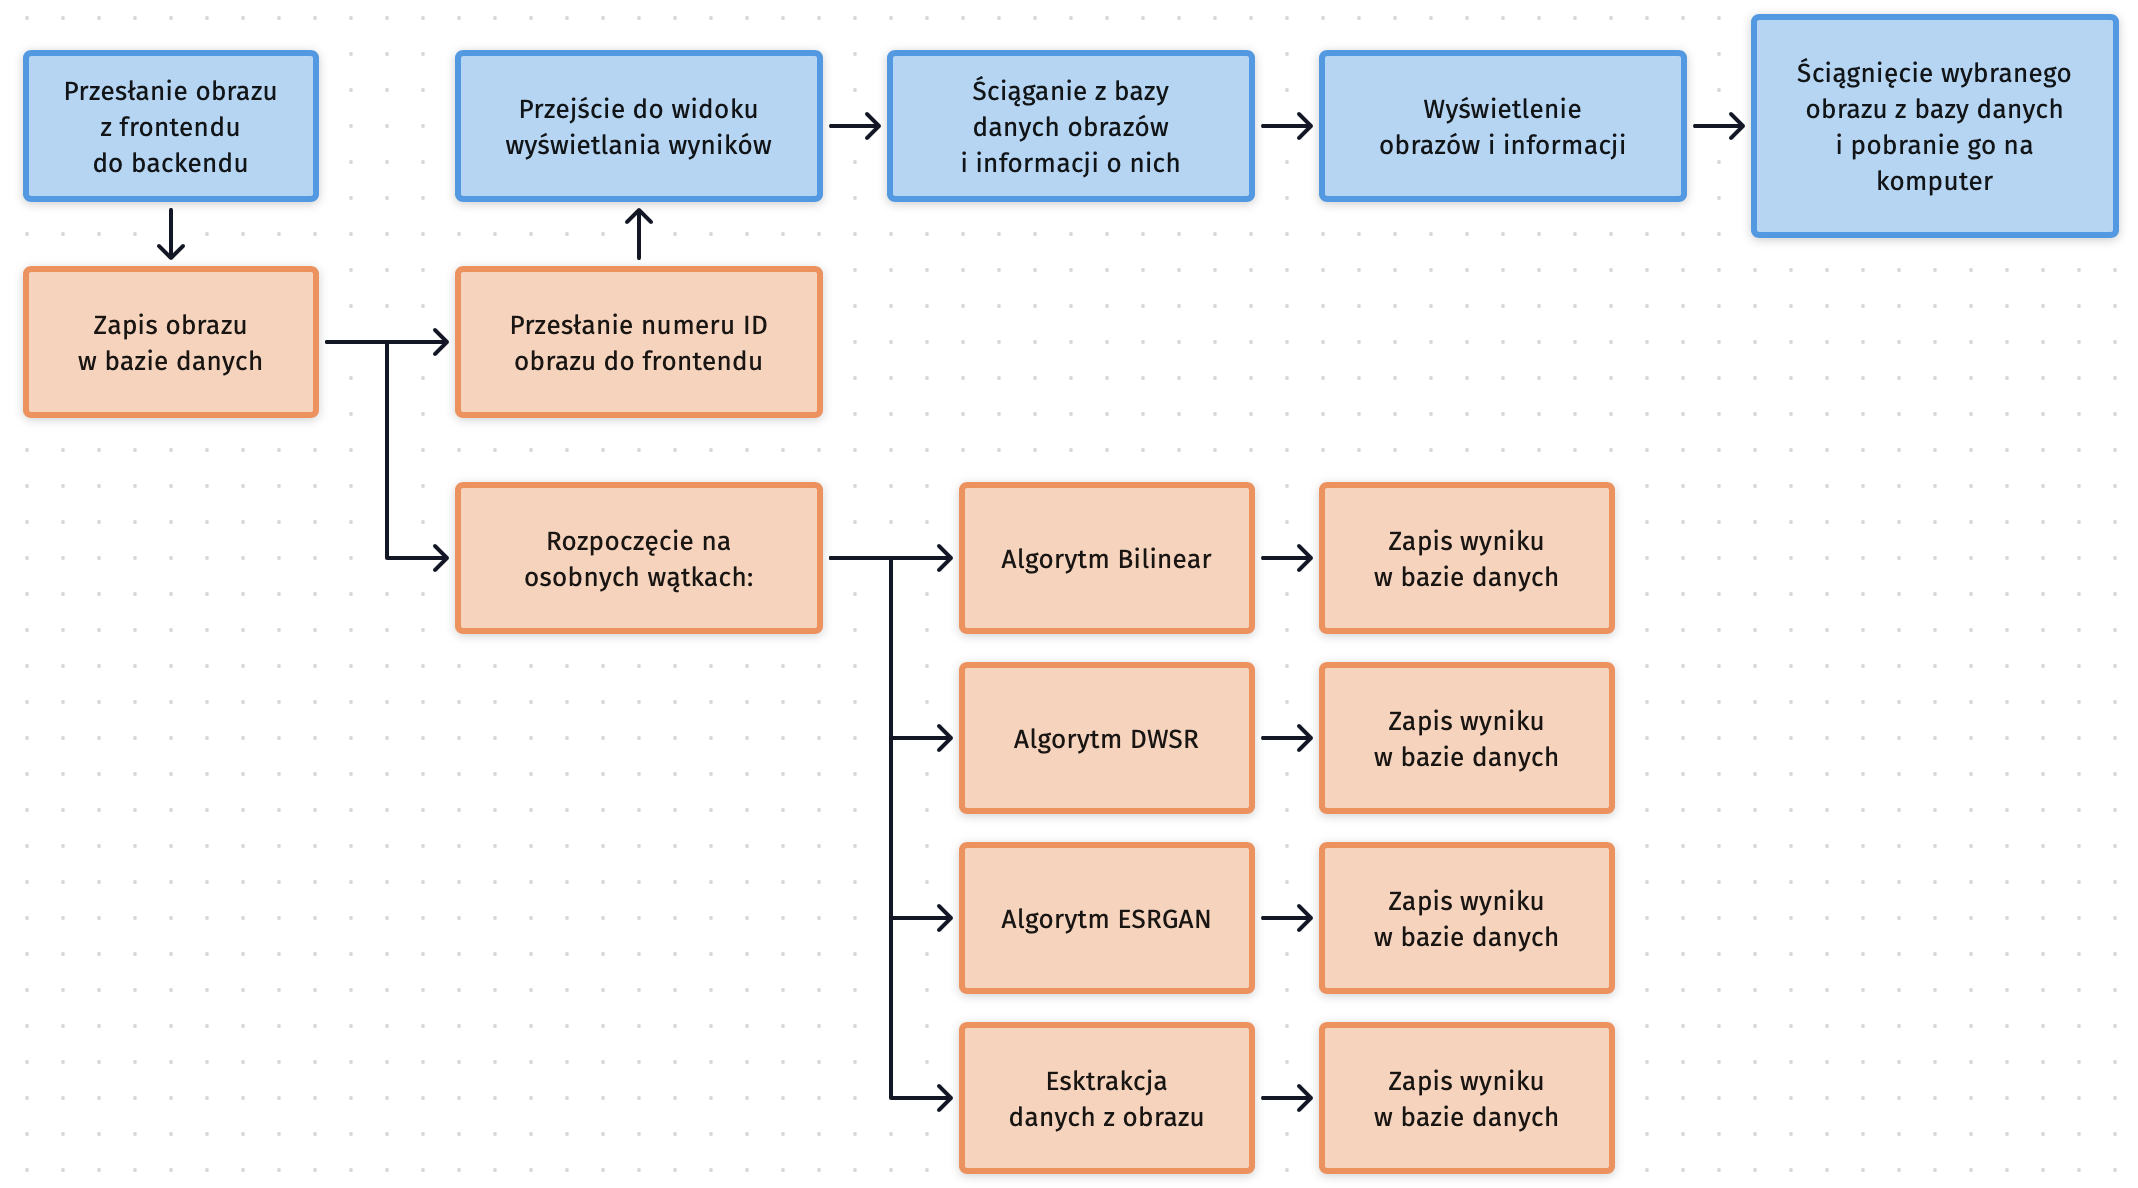 Przesłanie obrazu
z frontendu
do backendu
Przejście do widoku
wyświetlania wyników
Ściąganie z bazy
danych obrazów
i informacji o nich
Wyświetlenie
obrazów i informacji
Ściągnięcie wybranego
obrazu z bazy danych
i pobranie go na
komputer
Zapis obrazu
w bazie danych
Przesłanie numeru ID
obrazu do frontendu
Rozpoczęcie na
osobnych wątkach:
Algorytm Bilinear
Zapis wyniku
w bazie danych
Algorytm DWSR
Zapis wyniku
w bazie danych
Algorytm ESRGAN
Zapis wyniku
w bazie danych
Esktrakcja
danych z obrazu
Zapis wyniku
w bazie danych